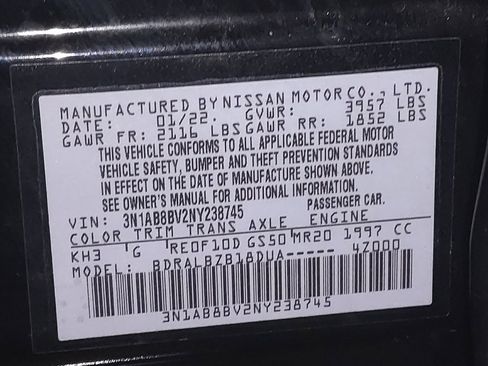 MANUFACTURED BY NISSAN MOTOR CO., LTD.
DATE: 01/22. GVWR: 3957 LBS
GAWR FR: 2116 LBS GAWR RR: 1852 LBS
THIS VEHICLE CONFORMS TO ALL APPLICABLE FEDERAL MOTOR
VEHICLE SAFETY, BUMPER AND THEFT PREVENTION STANDARDS
IN EFFECT ON THE DATE OF MANUFACTURE SHOWN ABOVE.
SEE OWNER'S MANUAL FOR ADDITIONAL INFORMATION.
VIN: 3N1AB8BV2NY238745 PASSENGER CAR.
COLOR TRIM TRANS AXLE ENGINE
KH3 G RE0F10D GS50 MR20 1997 CC
MODEL: BDRALBZB18DUA----- 4Z000
3N1AB8BV2NY238745